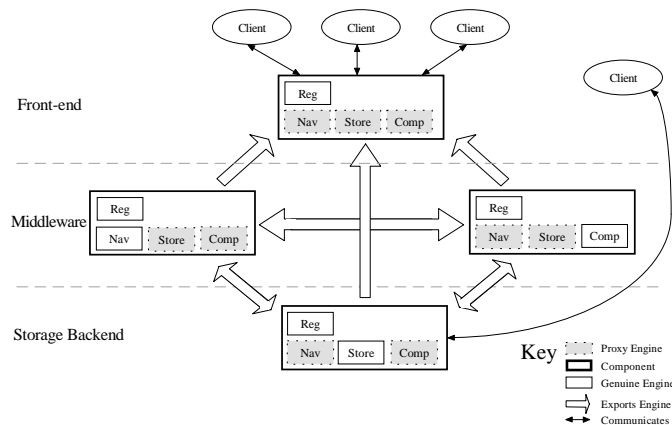 Client Client Client
Client
Front-end
Reg
Nav Store Comp
Middleware
Reg
Nav Store Comp
Reg
Nav Store Comp
Storage Backend
Reg
Nav Store Comp
Key
Proxy Engine
Component
Genuine Engine
Exports Engine
Communicates